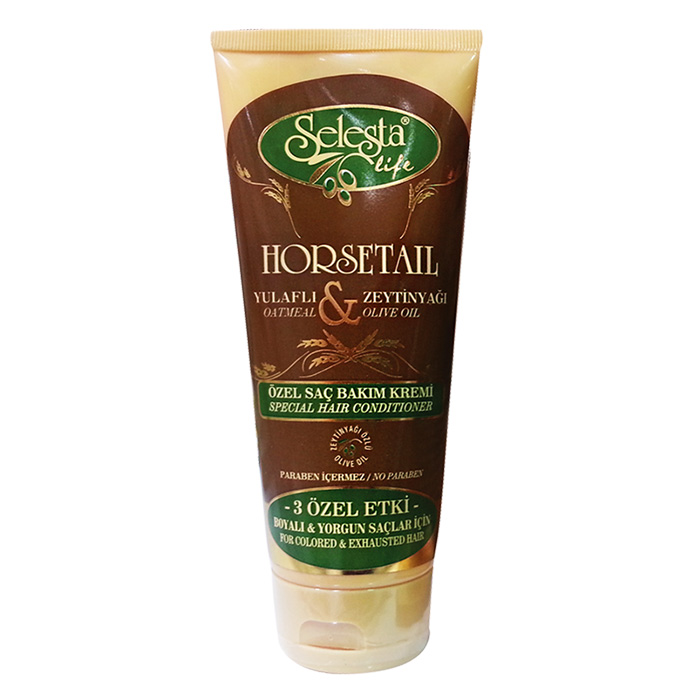 Selesta®
life
HORSETAIL
YULAFLI & ZEYTİNYAĞI
OATMEAL OLIVE OIL
ÖZEL SAÇ BAKIM KREMİ
SPECIAL HAIR CONDITIONER
ZEYTİNYAĞI ÖZLÜ
OLIVE OIL
PARABEN İÇERMEZ / NO PARABEN
- 3 ÖZEL ETKİ -
BOYALI & YORGUN SAÇLAR İÇİN
FOR COLORED & EXHAUSTED HAIR